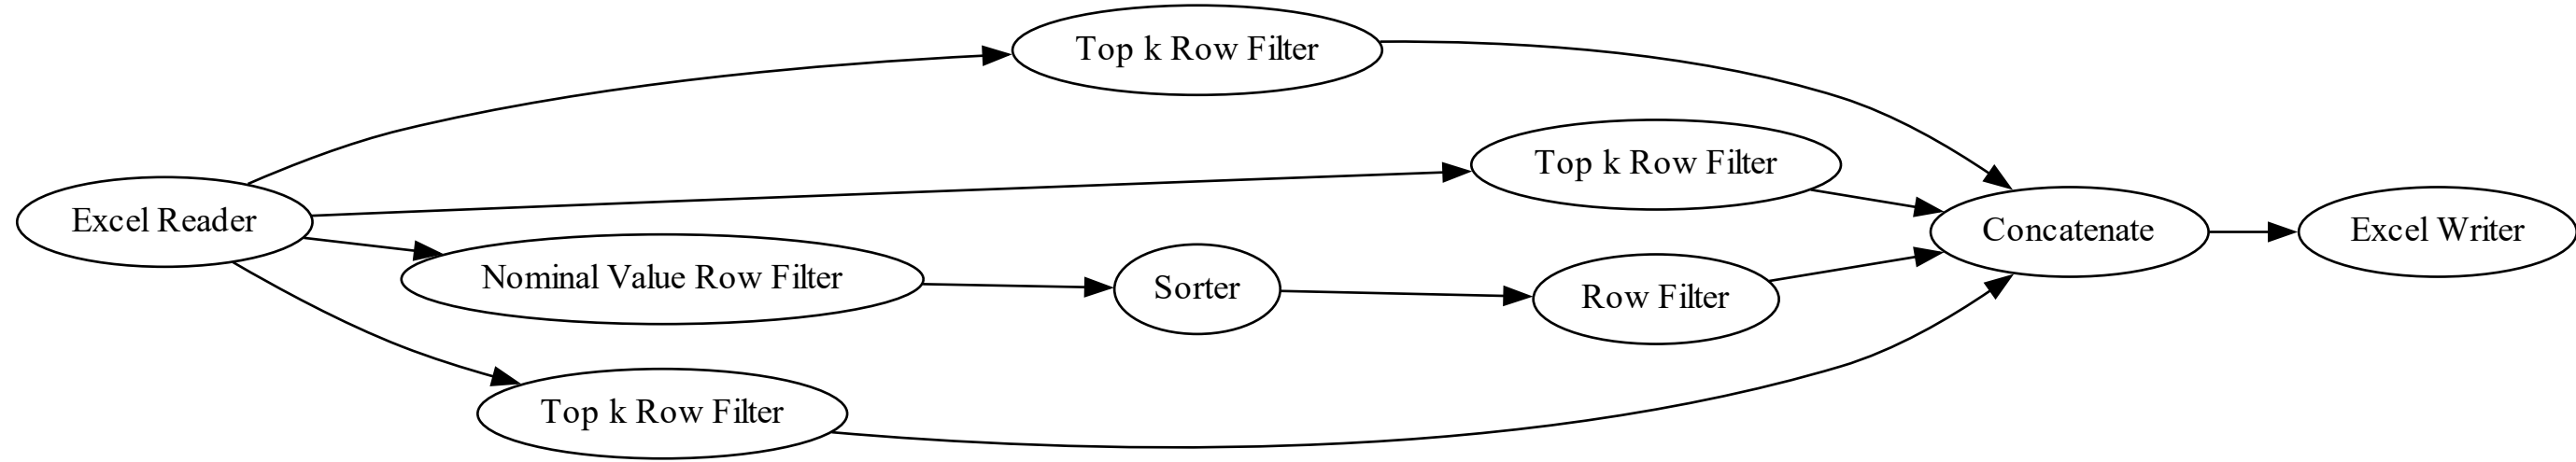 Top k Row Filter
Top k Row Filter
Excel Reader
Concatenate
Excel Writer
Nominal Value Row Filter
Sorter
Row Filter
Top k Row Filter